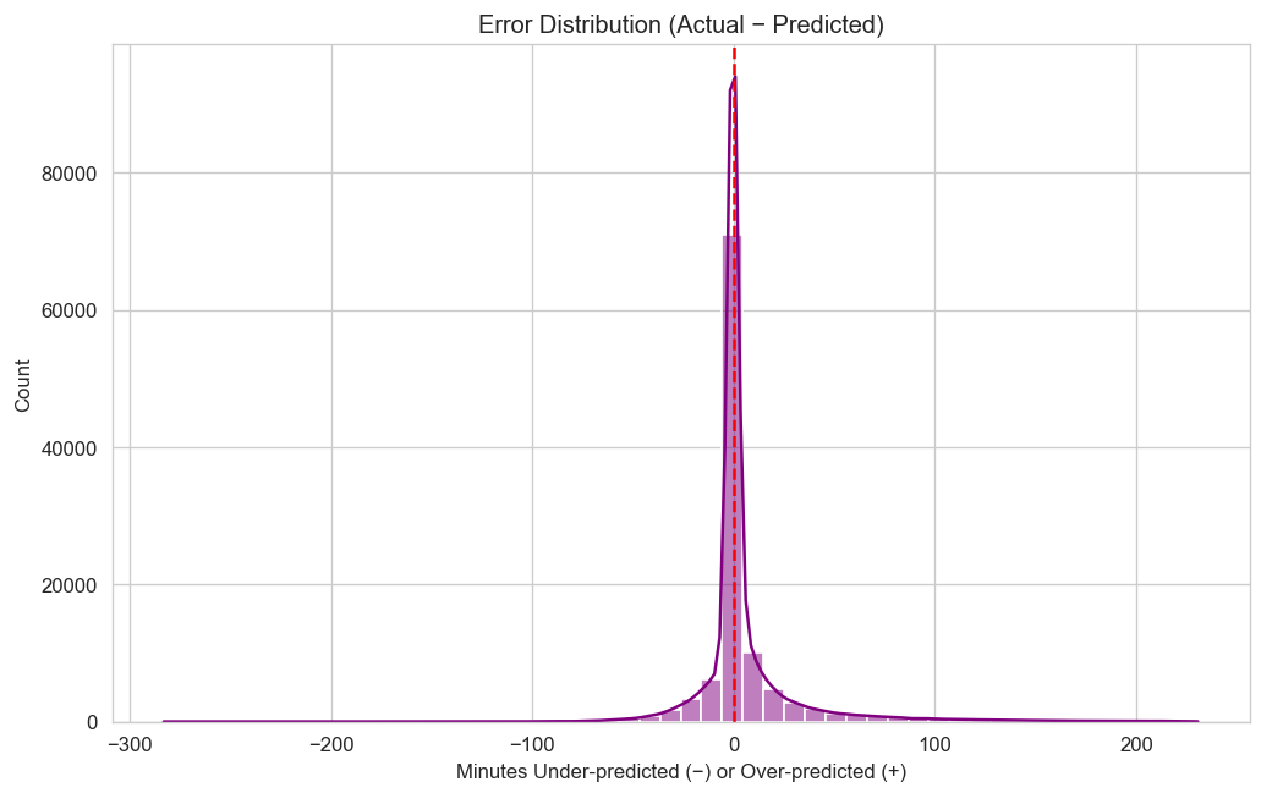 Error Distribution (Actual − Predicted)
Count
80000
60000
40000
20000
0
−300 −200 −100 0 100 200
Minutes Under-predicted (−) or Over-predicted (+)